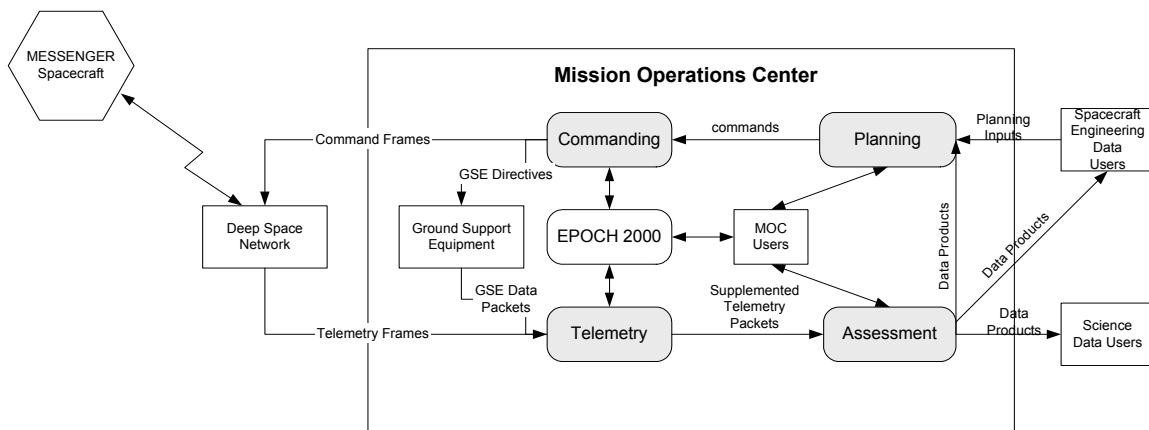 MESSENGER
Spacecraft
Mission Operations Center
Command Frames
Commanding
commands
Planning
Planning
Inputs
Spacecraft
Engineering
Data
Users
GSE Directives
Deep Space
Network
Ground Support
Equipment
EPOCH 2000
MOC
Users
Data Products
Data Products
GSE Data
Packets
Supplemented
Telemetry
Packets
Telemetry Frames
Telemetry
Assessment
Data
Products
Science
Data Users